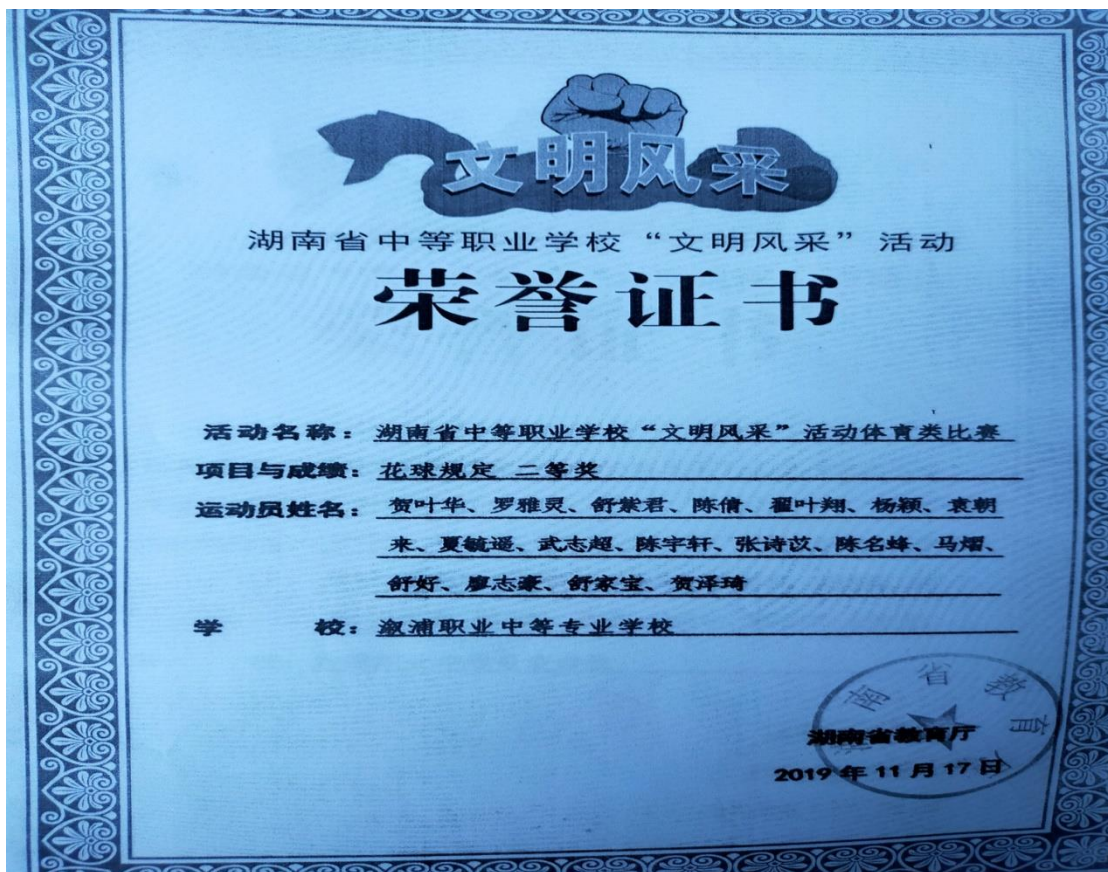 文明风采
湖南省中等职业学校“文明风采”活动
荣誉证书
活动名称：湖南省中等职业学校“文明风采”活动体育类比赛
项目与成绩：花球规定 二等奖
运动员姓名：贺叶华、罗雅灵、舒紫君、陈倩、翟叶翔、杨颖、袁朝
来、夏毓遥、武志超、陈宇轩、张诗苡、陈名蜂、马熠、
舒好、廖志豪、舒家宝、贺泽琦
学 校：溆浦职业中等专业学校
湖南省教育厅
2019年11月17日